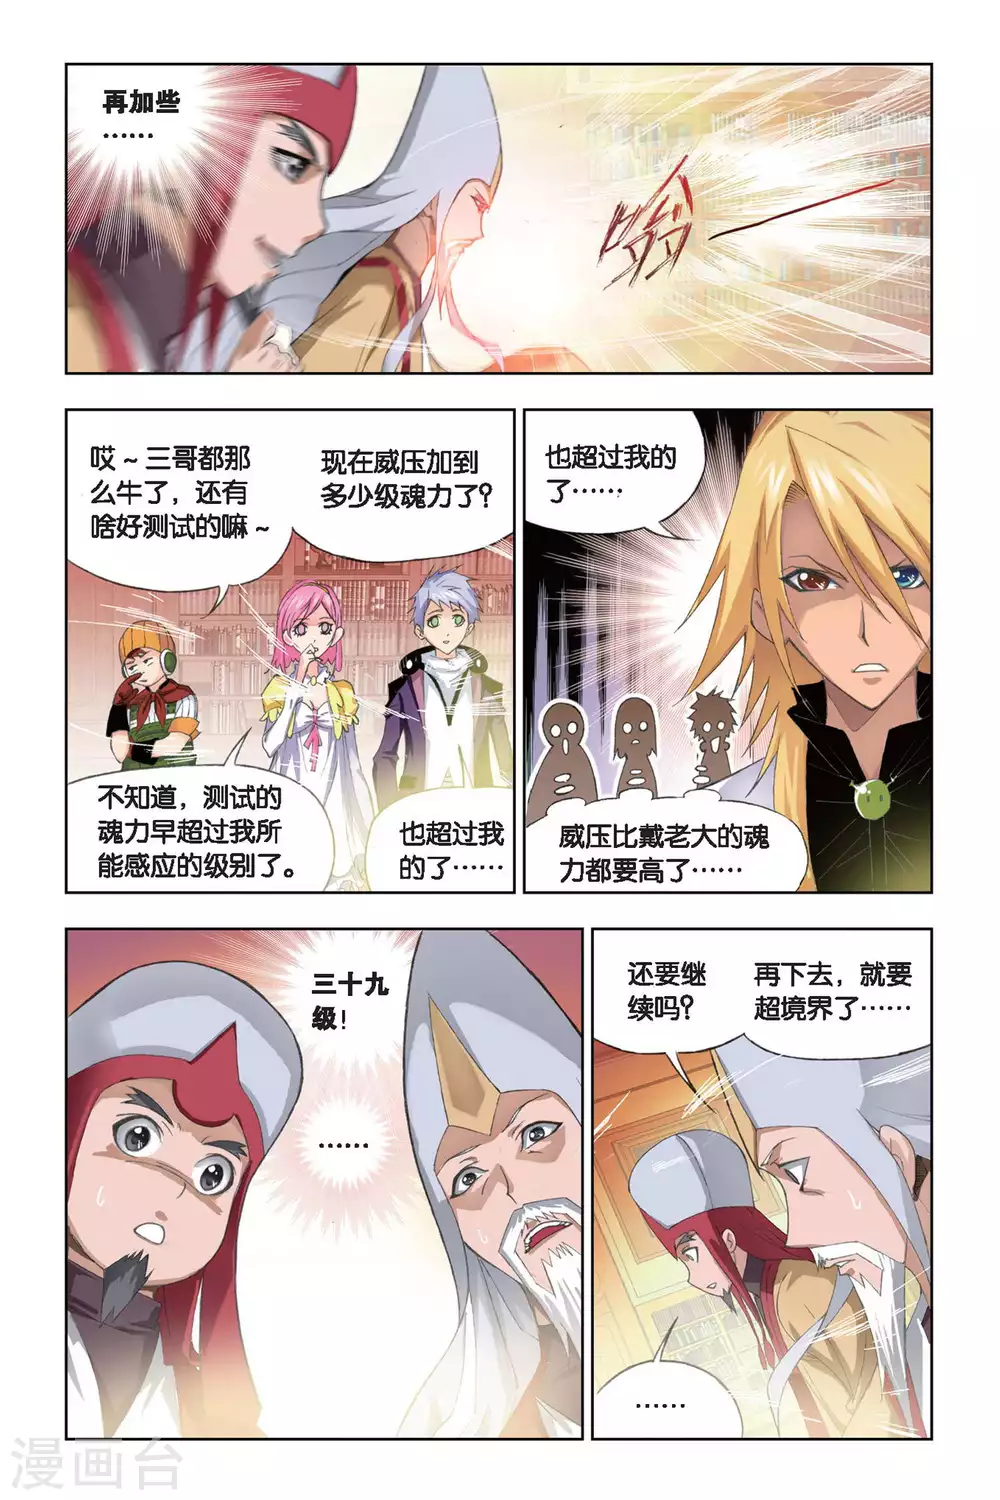 再加些
……
嗡—
哎~三哥都那
么牛了，还有
啥好测试的嘛~
现在威压加到
多少级魂力了？
不知道，测试的
魂力早超过我所
能感应的级别了。
也超过我
的了……
也超过我的
了……
威压比戴老大的魂
力都要高了……
三十九
级！
……
还要继
续吗？
再下去，就要
超境界了……
……
漫画台